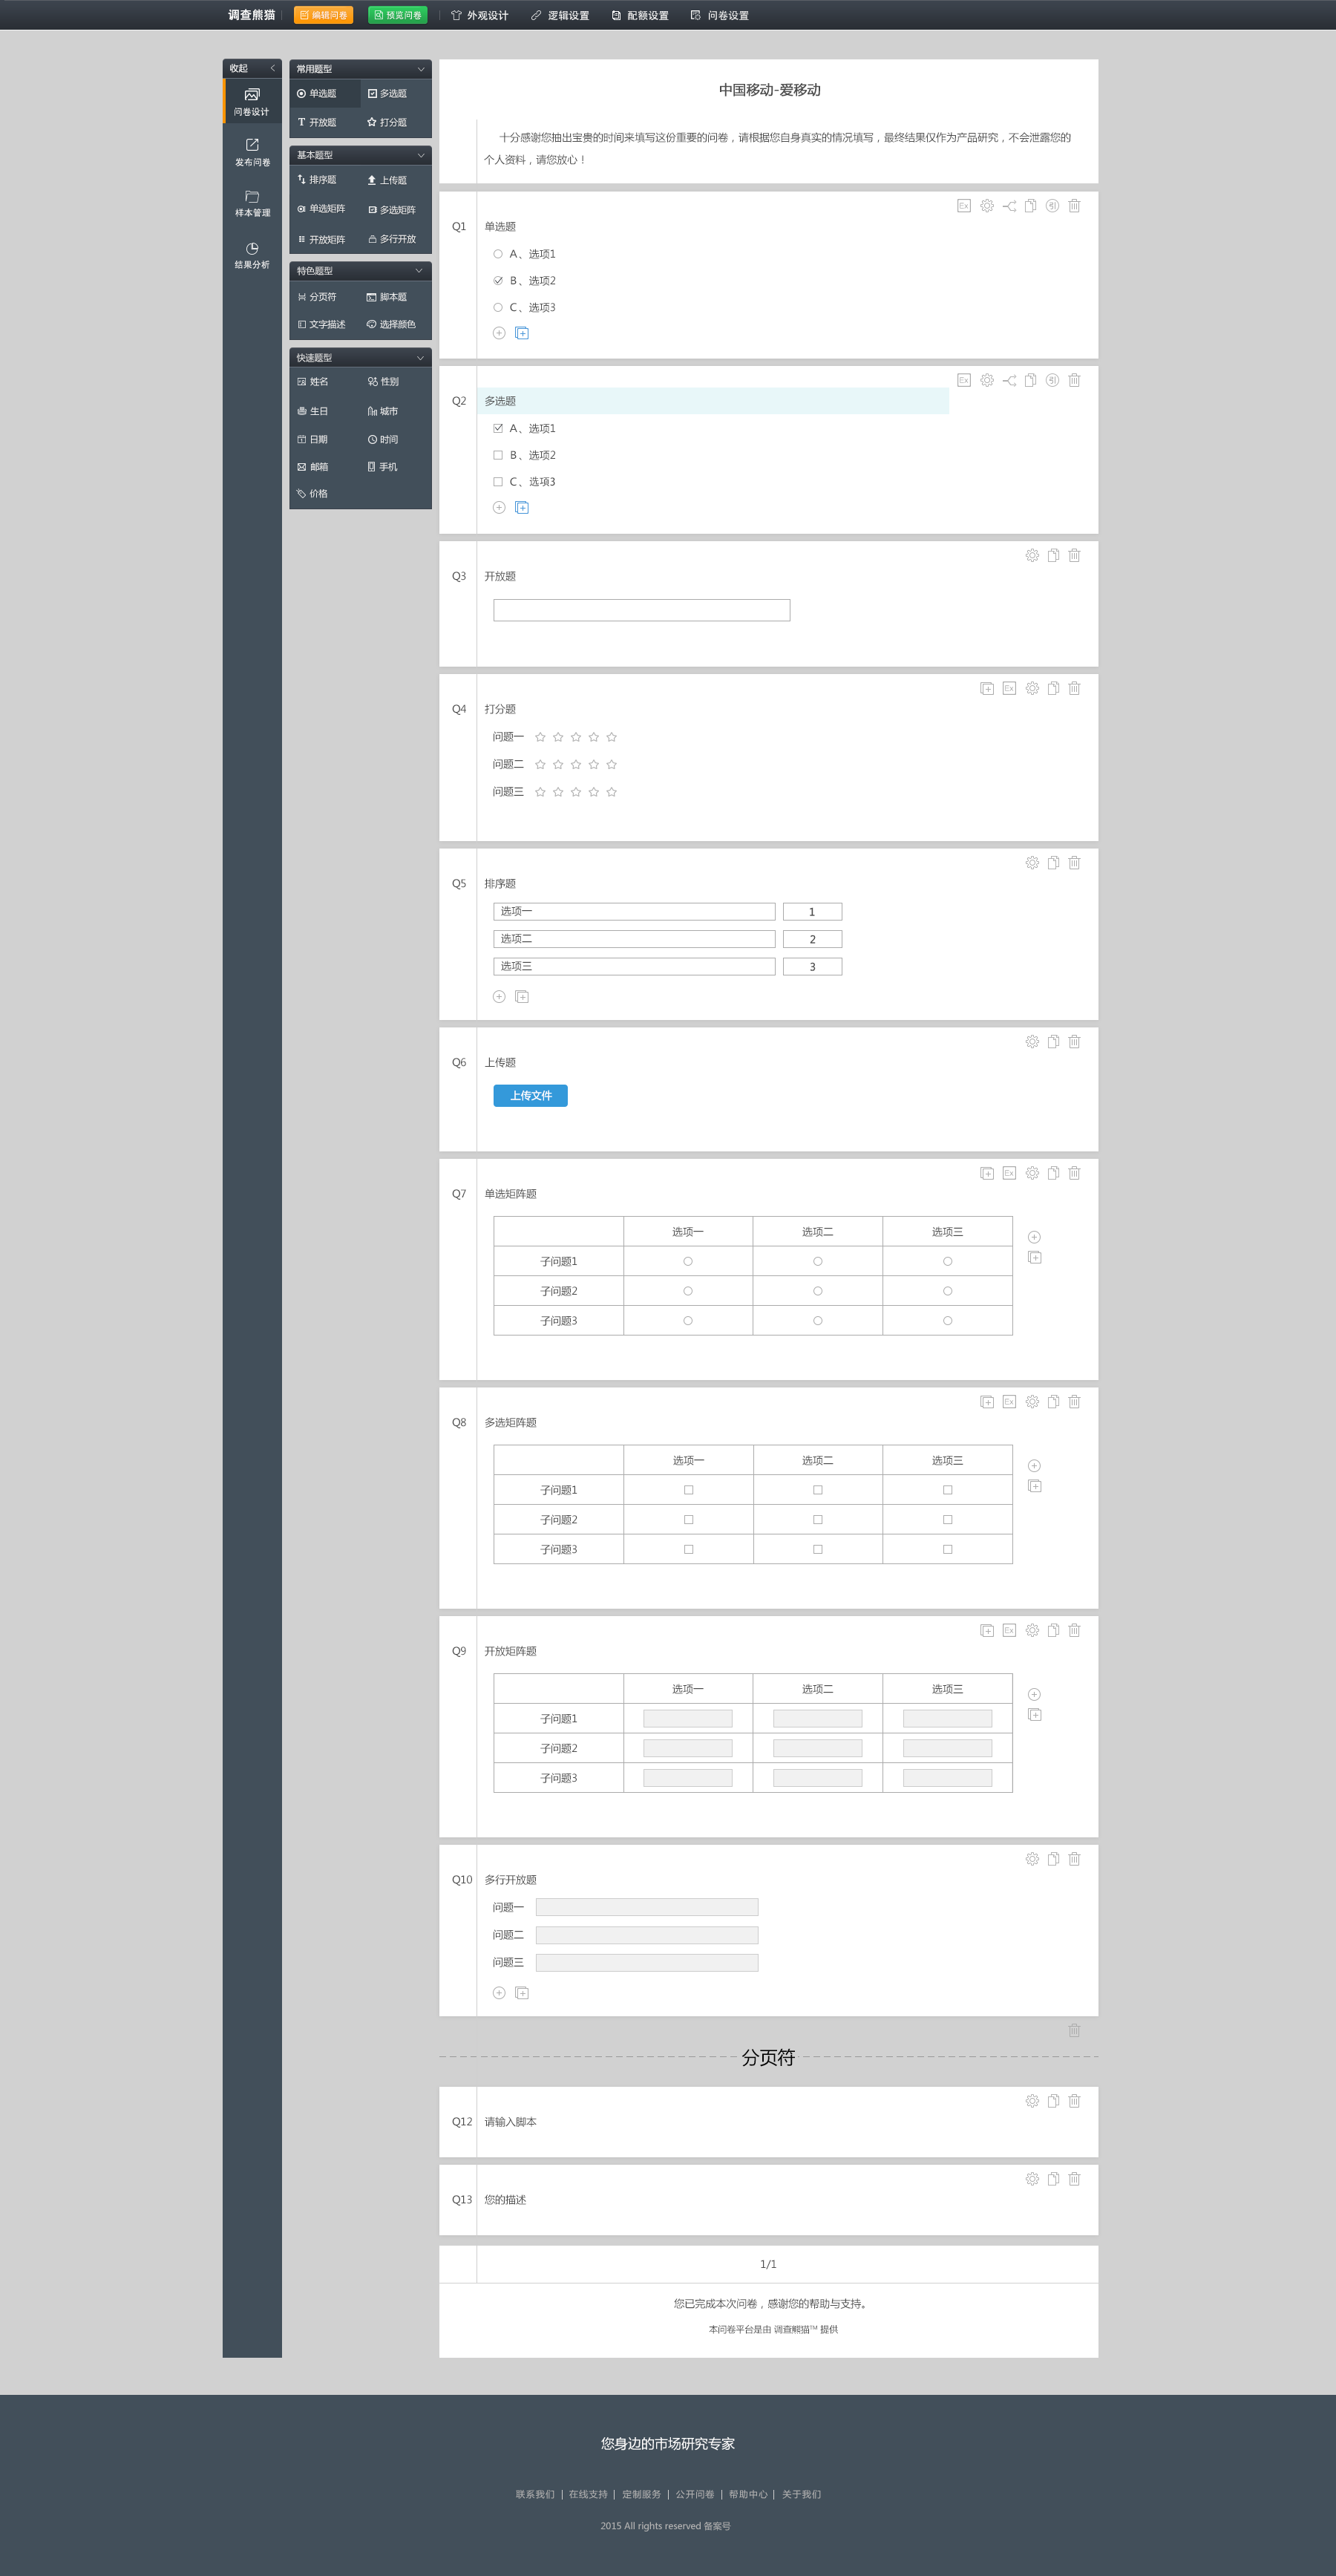 调查熊猫 编辑问卷 预览问卷 外观设计 逻辑设置 配额设置 问卷设置
收起
问卷设计
发布问卷
样本管理
结果分析
常用题型
单选题 多选题
开放题 打分题
基本题型
排序题 上传题
单选矩阵 多选矩阵
开放矩阵 多行开放
特色题型
分页符 脚本题
文字描述 选择颜色
快速题型
姓名 性别
生日 城市
日期 时间
邮箱 手机
价格
中国移动-爱移动
十分感谢您抽出宝贵的时间来填写这份重要的问卷，请根据您自身真实的情况填写，最终结果仅作为产品研究，不会泄露您的
个人资料，请您放心！
Ex 引
Q1 单选题
A、选项1
B、选项2
C、选项3
Ex 引
Q2 多选题
A、选项1
B、选项2
C、选項3
Q3 开放题
Ex
Q4 打分题
问题一
问题二
问题三
Q5 排序题
选项一 1
选项二 2
选项三 3
Q6 上传题
上传文件
Ex
Q7 单选矩阵题
选项一 选项二 选项三
子问题1
子问题2
子问题3
Ex
Q8 多选矩阵题
选项一 选项二 选项三
子问题1
子问题2
子问题3
Ex
Q9 开放矩阵题
选项一 选项二 选项三
子问题1
子问题2
子问题3
Q10 多行开放题
问题一
问题二
问题三
分页符
Q12 请输入脚本
Q13 您的描述
1/1
您已完成本次问卷，感谢您的帮助与支持。
本问卷平台是由 调查熊猫™ 提供
您身边的市场研究专家
联系我们 | 在线支持 | 定制服务 | 公开问卷 | 帮助中心 | 关于我们
2015 All rights reserved 备案号